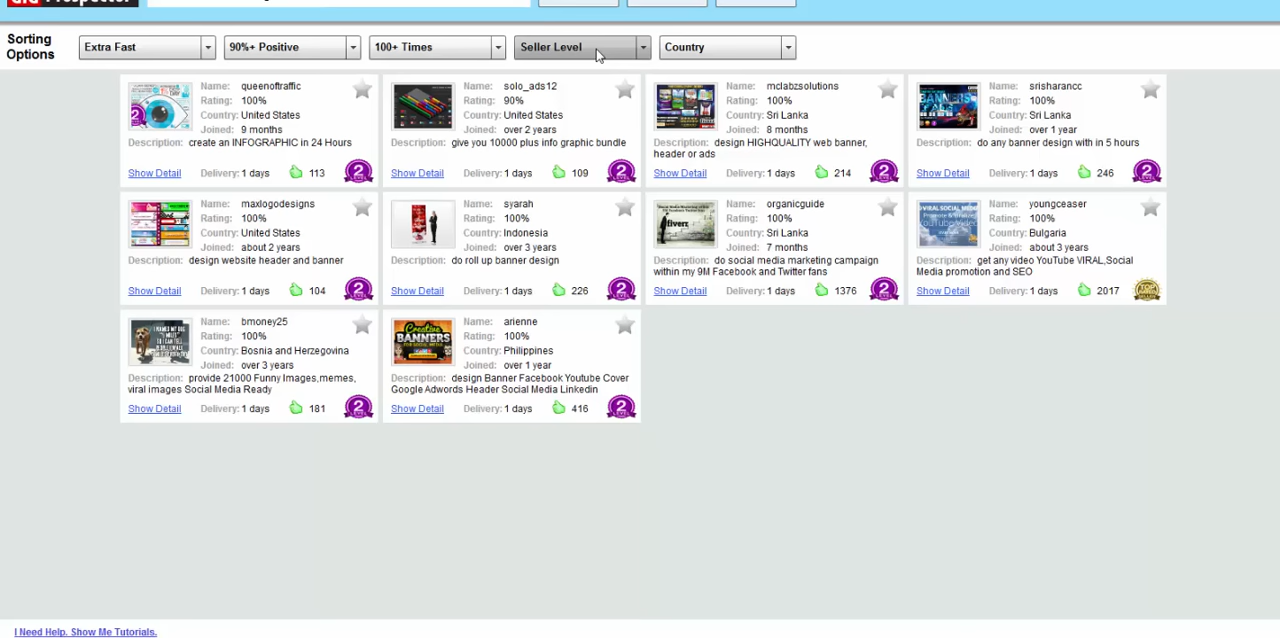 Gig Prospector
Sorting
Options
Extra Fast
90%+ Positive
100+ Times
Seller Level
Country
Name: queenoftraffic
Rating: 100%
Country: United States
Joined: 9 months
Description: create an INFOGRAPHIC in 24 Hours
Show Detail Delivery: 1 days 113
Name: solo_ads12
Rating: 90%
Country: United States
Joined: over 2 years
Description: give you 10000 plus info graphic bundle
Show Detail Delivery: 1 days 109
Name: mclabzsolutions
Rating: 100%
Country: Sri Lanka
Joined: 8 months
Description: design HIGHQUALITY web banner,
header or ads
Show Detail Delivery: 1 days 214
Name: srisharancc
Rating: 100%
Country: Sri Lanka
Joined: over 1 year
Description: do any banner design with in 5 hours
Show Detail Delivery: 1 days 246
Name: maxlogodesigns
Rating: 100%
Country: United States
Joined: about 2 years
Description: design website header and banner
Show Detail Delivery: 1 days 104
Name: syarah
Rating: 100%
Country: Indonesia
Joined: over 3 years
Description: do roll up banner design
Show Detail Delivery: 1 days 226
fiverr
Name: organicguide
Rating: 100%
Country: Sri Lanka
Joined: 7 months
Description: do social media marketing campaign
within my 9M Facebook and Twitter fans
Show Detail Delivery: 1 days 1376
VIRAL SOCIAL MEDIA
Name: youngceaser
Rating: 100%
Country: Bulgaria
Joined: about 3 years
Description: get any video YouTube VIRAL,Social
Media promotion and SEO
Show Detail Delivery: 1 days 2017
Name: bmoney25
Rating: 100%
Country: Bosnia and Herzegovina
Joined: over 3 years
Description: provide 21000 Funny Images,memes,
viral images Social Media Ready
Show Detail Delivery: 1 days 181
Creative
BANNERS
Name: arienne
Rating: 100%
Country: Philippines
Joined: over 1 year
Description: design Banner Facebook Youtube Cover
Google Adwords Header Social Media Linkedin
Show Detail Delivery: 1 days 416
I Need Help. Show Me Tutorials.